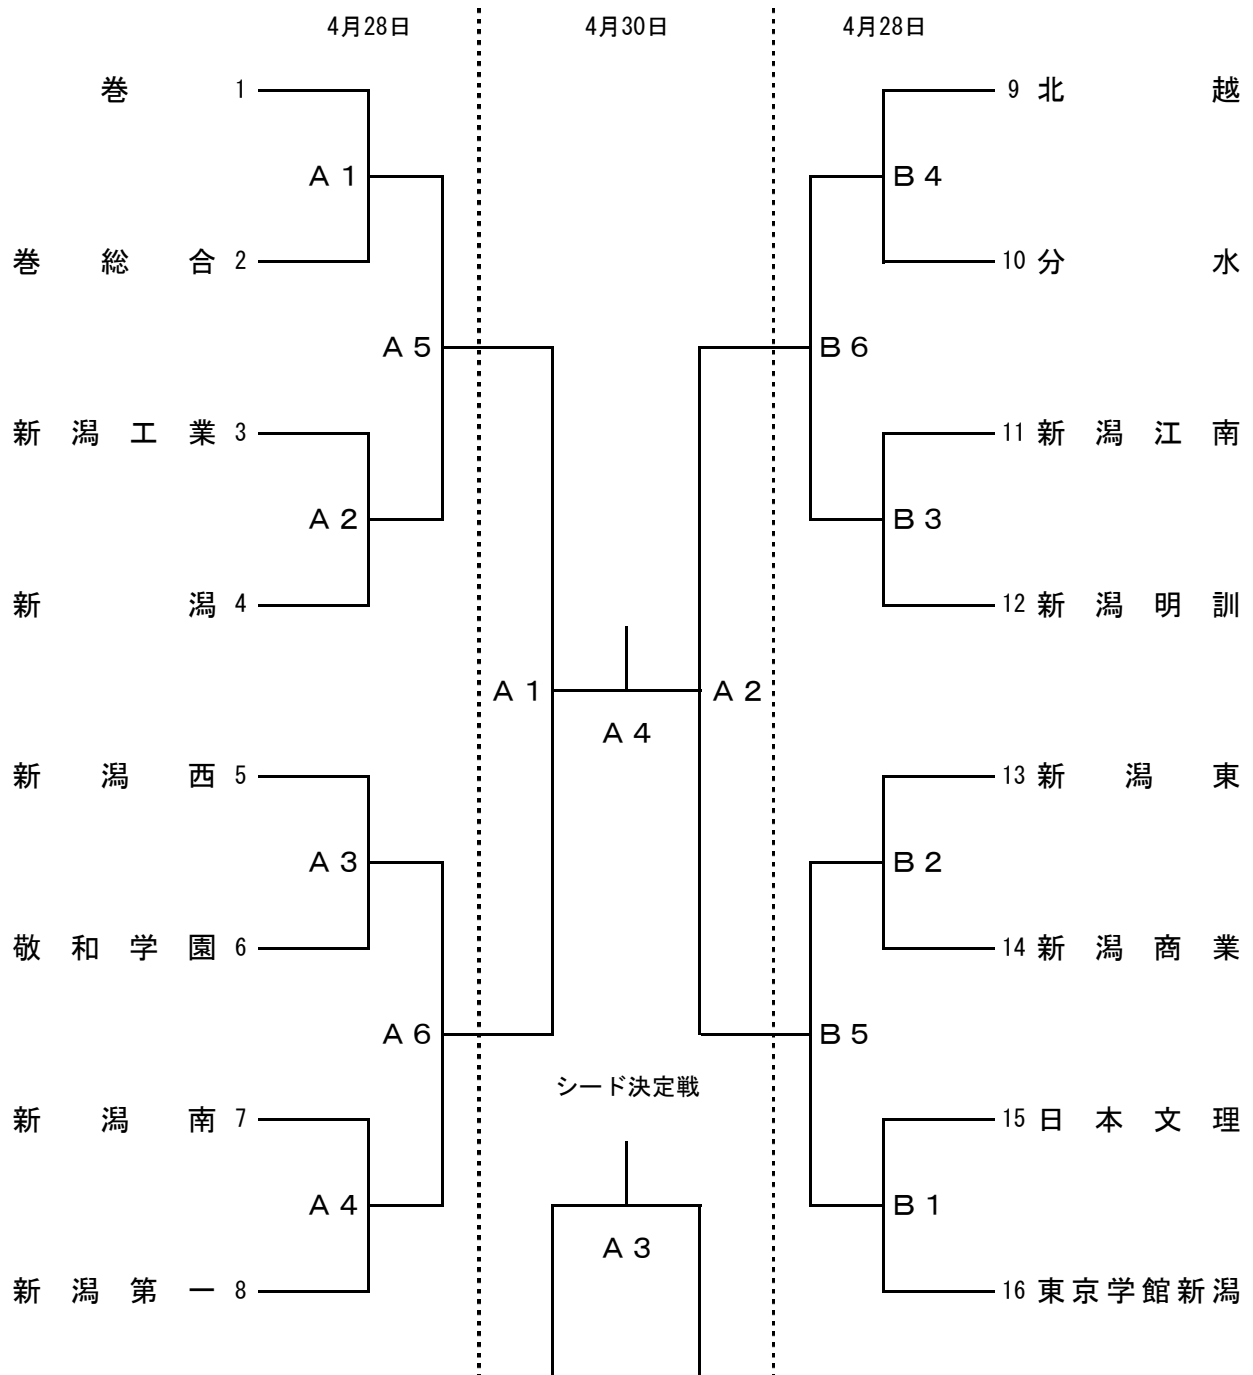 4月28日 4月30日 4月28日
巻 1 9 北越
A 1 B 4
巻総合 2 10 分水
A 5 B 6
新潟工業 3 11 新潟江南
A 2 B 3
新潟 4 12 新潟明訓
A 1 A 2
A 4
新潟西 5 13 新潟東
A 3 B 2
敬和学園 6 14 新潟商業
A 6 B 5
シード決定戦
新潟南 7 15 日本文理
A 4 B 1
A 3
新潟第一 8 16 東京学館新潟